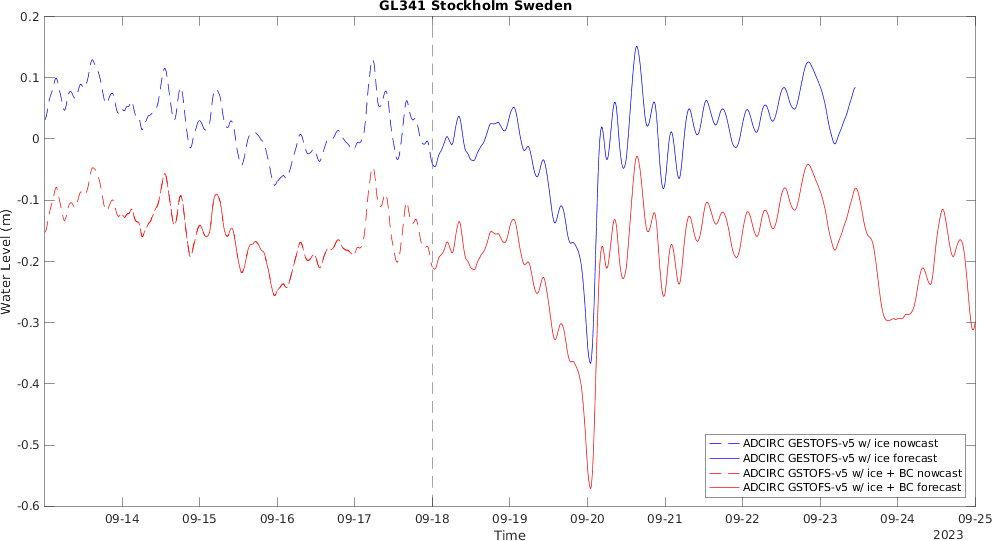 GL341 Stockholm Sweden
0.2
0.1
0
-0.1
-0.2
-0.3
-0.4
-0.5
-0.6
Water Level (m)
ADCIRC GESTOFS-v5 w/ ice nowcast
ADCIRC GESTOFS-v5 w/ ice forecast
ADCIRC GSTOFS-v5 w/ ice + BC nowcast
ADCIRC GSTOFS-v5 w/ ice + BC forecast
09-14 09-15 09-16 09-17 09-18 09-19 09-20 09-21 09-22 09-23 09-24 09-25
Time
2023